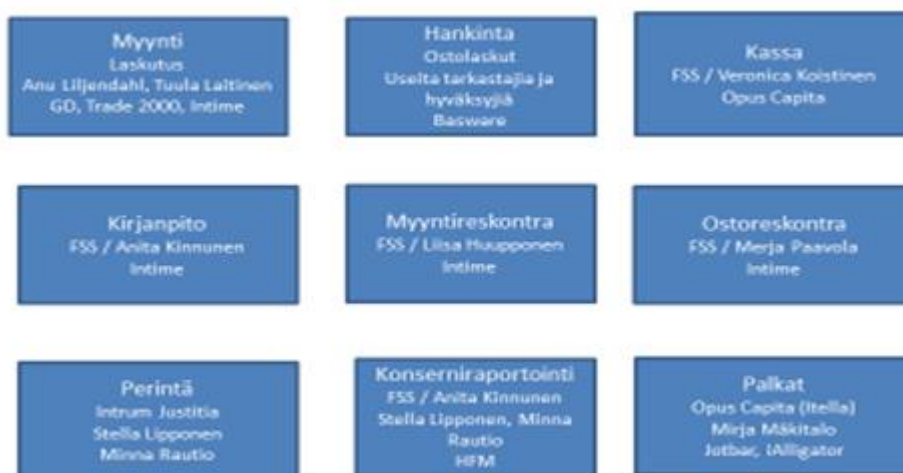 Myynti
Laskutus
Anu Liljendahl, Tuula Laitinen
GD, Trade 2000, Intime
Hankinta
Ostolaskut
Useita tarkastajia ja
hyväksyjiä
Basware
Kassa
FSS / Veronica Koistinen
Opus Capita
Kirjanpito
FSS / Anita Kinnunen
Intime
Myyntireskontra
FSS / Liisa Huupponen
Intime
Ostoreskontra
FSS / Merja Paavola
Intime
Perintä
Intrum Justitia
Stella Lipponen
Minna Rautio
Konserniraportointi
FSS / Anita Kinnunen
Stella Lipponen, Minna
Rautio
HFM
Palkat
Opus Capita (Itella)
Mirja Mäkitalo
Jotbar, iAlligator